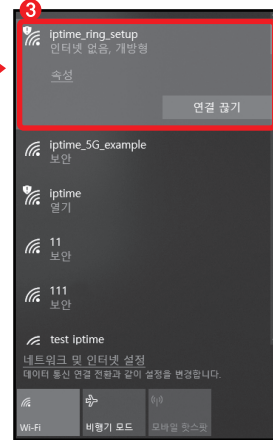 3
iptime_ring_setup
인터넷 없음, 개방형
속성
연결 끊기
iptime_5G_example
보안
iptime
열기
11
보안
111
보안
test iptime
네트워크 및 인터넷 설정
데이터 통신 연결 전환과 같이 설정을 변경합니다.
Wi-Fi
비행기 모드
모바일 핫스팟